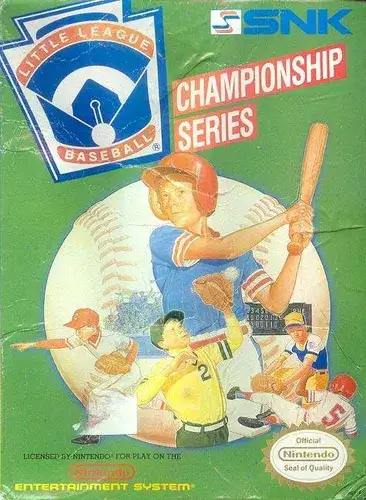 SNK
LITTLE LEAGUE
BASEBALL®
CHAMPIONSHIP
SERIES
2
11
5
LICENSED BY NINTENDO® FOR PLAY ON THE
Nintendo
ENTERTAINMENT SYSTEM®
Official
Nintendo
Seal of Quality